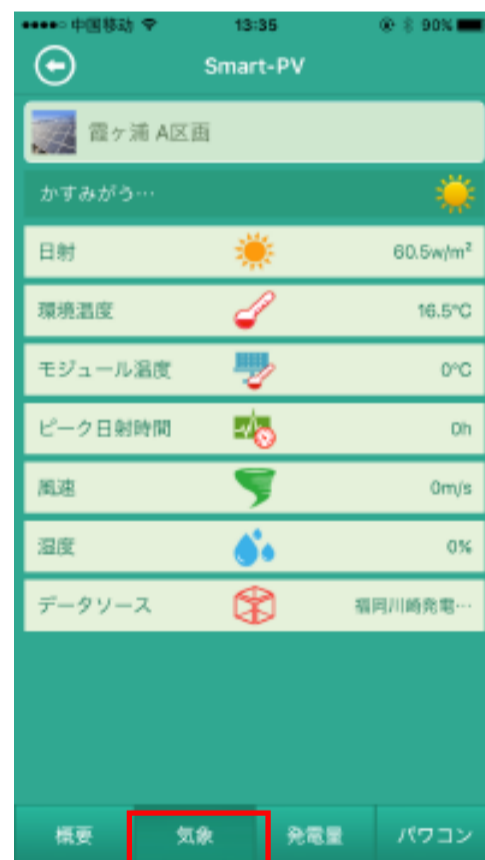 中国移动 13:35 90%
Smart-PV
霞ヶ浦 A区画
かすみがう…
日射 60.5w/m²
環境温度 16.5°C
モジュール温度 0°C
ピーク日射時間 0h
風速 0m/s
湿度 0%
データソース 福岡川崎発電…
概要 気象 発電量 パワコン